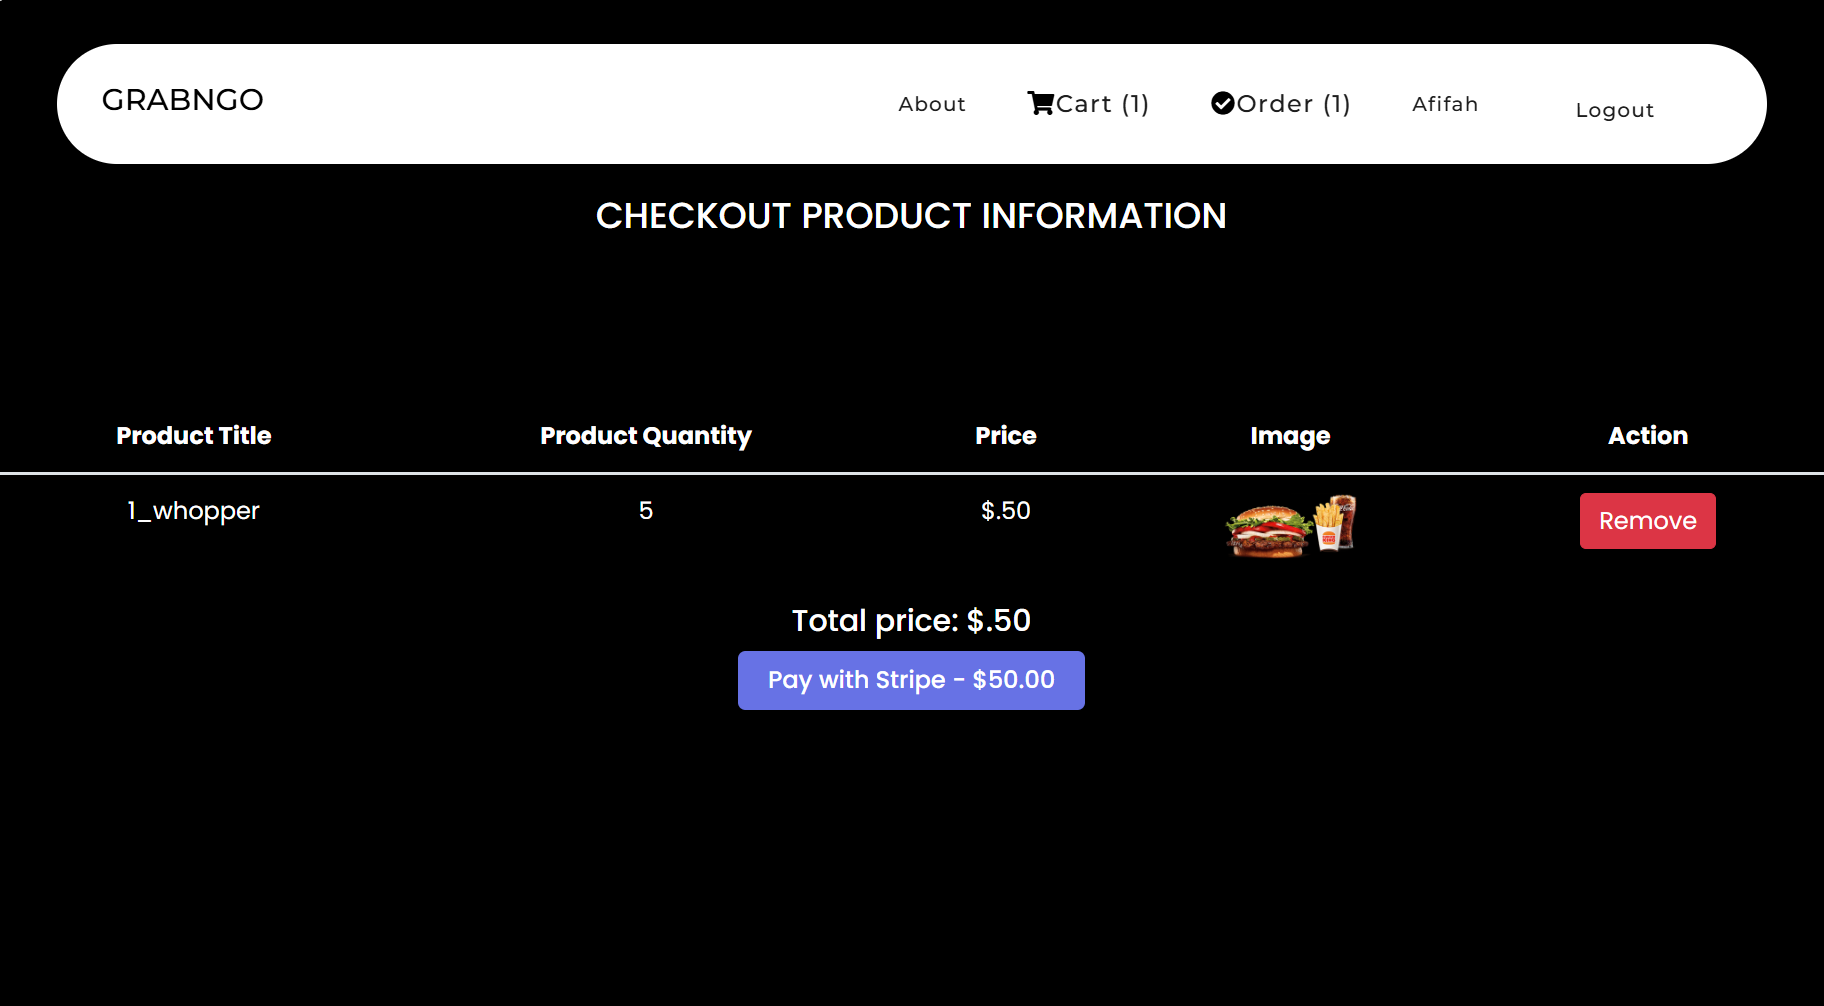 GRABNGO
About
Cart (1)
Order (1)
Afifah
Logout
CHECKOUT PRODUCT INFORMATION
Product Title
Product Quantity
Price
Image
Action
1_whopper
5
$.50
Remove
Total price: $.50
Pay with Stripe - $50.00